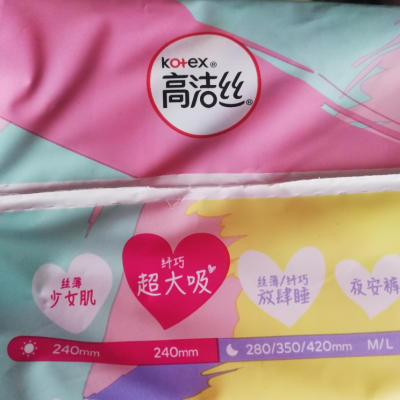 kotex®
高洁丝®
丝薄 少女肌
纤巧 超大吸
丝薄/纤巧 放肆睡
夜安裤
240mm 240mm 280/350/420mm M/L